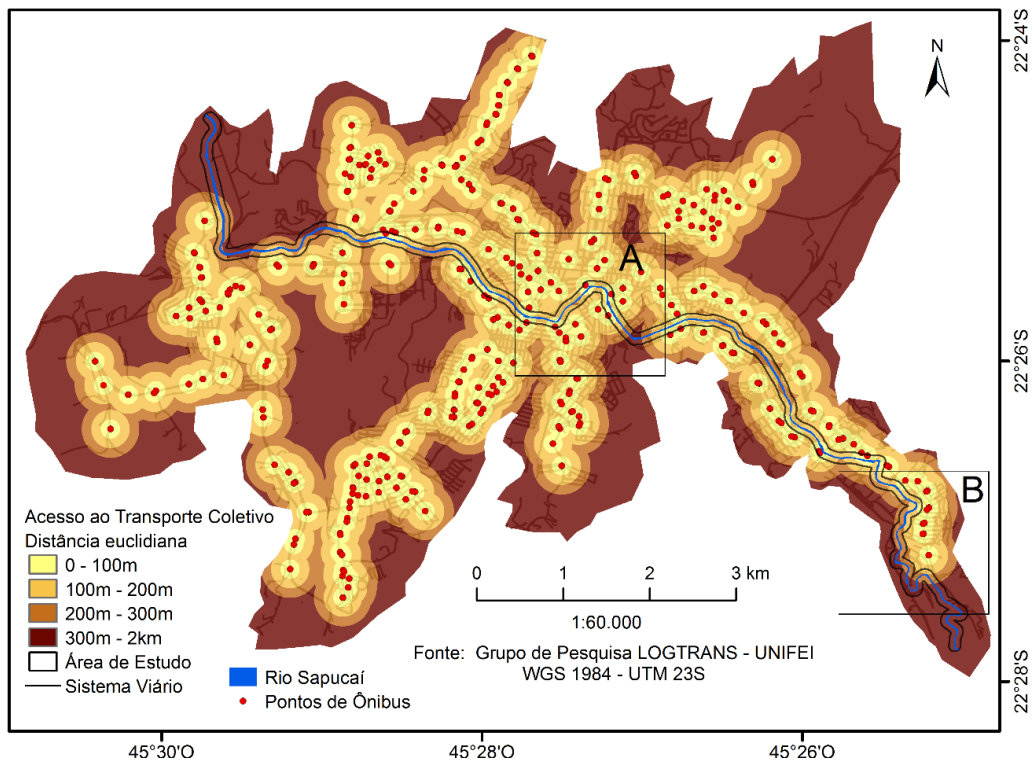 N
22°24'S
A
22°26'S
B
Acesso ao Transporte Coletivo
Distância euclidiana
0 - 100m
100m - 200m
200m - 300m
300m - 2km
Área de Estudo
Sistema Viário
Rio Sapucaí
Pontos de Ônibus
0 1 2 3 km
1:60.000
Fonte: Grupo de Pesquisa LOGTRANS - UNIFEI
WGS 1984 - UTM 23S
22°28'S
45°30'O 45°28'O 45°26'O